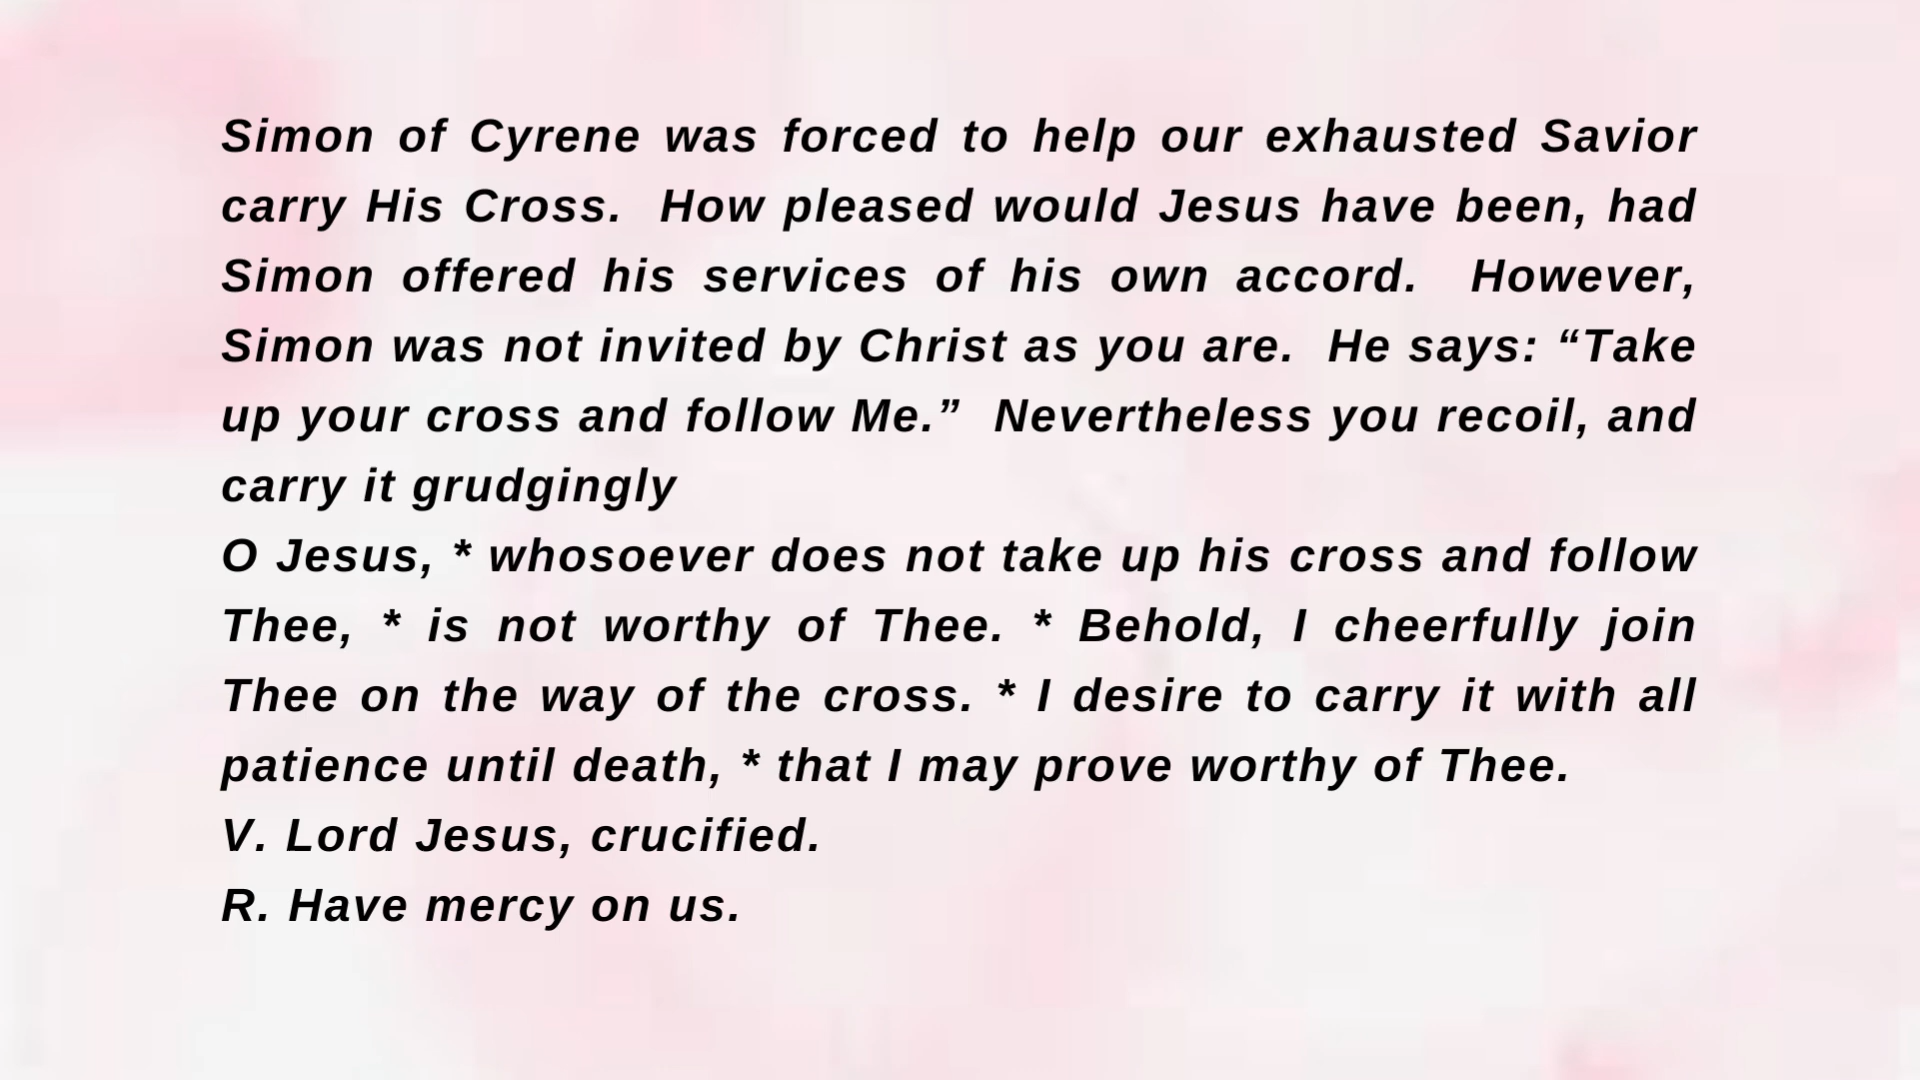 Simon of Cyrene was forced to help our exhausted Savior
carry His Cross.  How pleased would Jesus have been, had
Simon offered his services of his own accord.  However,
Simon was not invited by Christ as you are.  He says: “Take
up your cross and follow Me.”  Nevertheless you recoil, and
carry it grudgingly
O Jesus, * whosoever does not take up his cross and follow
Thee, * is not worthy of Thee. * Behold, I cheerfully join
Thee on the way of the cross. * I desire to carry it with all
patience until death, * that I may prove worthy of Thee.
V. Lord Jesus, crucified.
R. Have mercy on us.